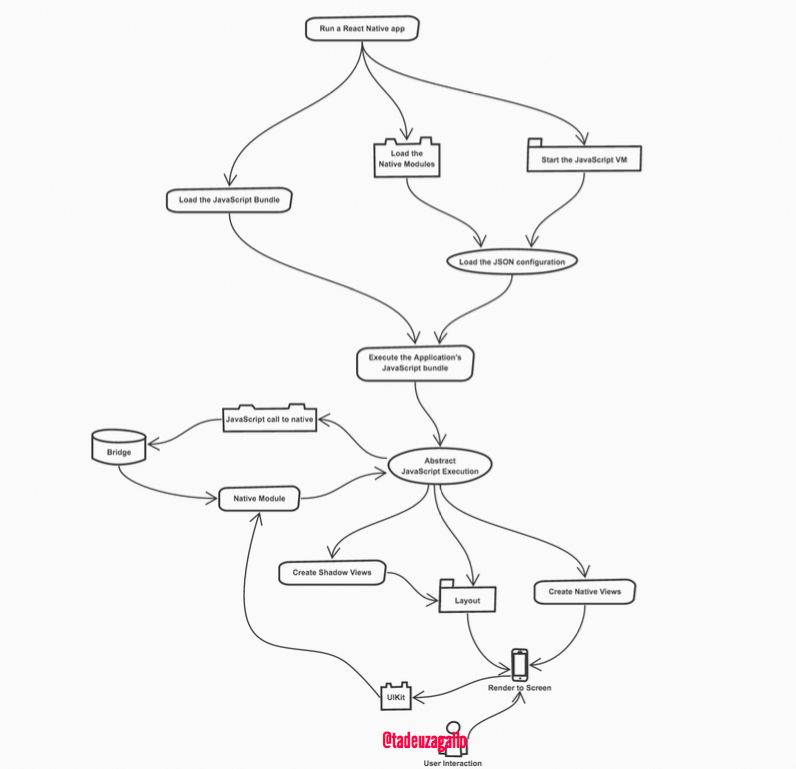 Run a React Native app
Load the
Native Modules
Start the JavaScript VM
Load the JavaScript Bundle
Load the JSON configuration
Execute the Application's
JavaScript bundle
JavaScript call to native
Bridge
Abstract
JavaScript Execution
Native Module
Create Shadow Views
Layout
Create Native Views
Render to Screen
UIKit
@tadeuzagallo
User Interaction